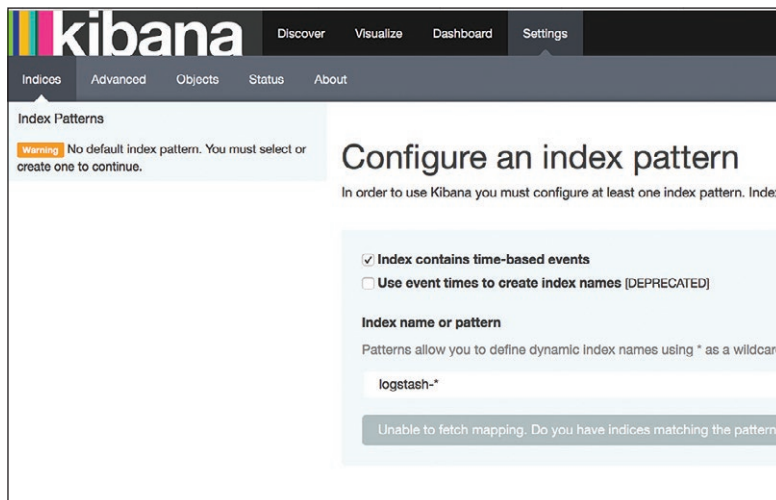 kibana
Discover Visualize Dashboard Settings
Indices Advanced Objects Status About
Index Patterns
Warning No default index pattern. You must select or
create one to continue.
Configure an index pattern
In order to use Kibana you must configure at least one index pattern. Inde
Index contains time-based events
Use event times to create index names [DEPRECATED]
Index name or pattern
Patterns allow you to define dynamic index names using * as a wildcar
logstash-*
Unable to fetch mapping. Do you have indices matching the pattern